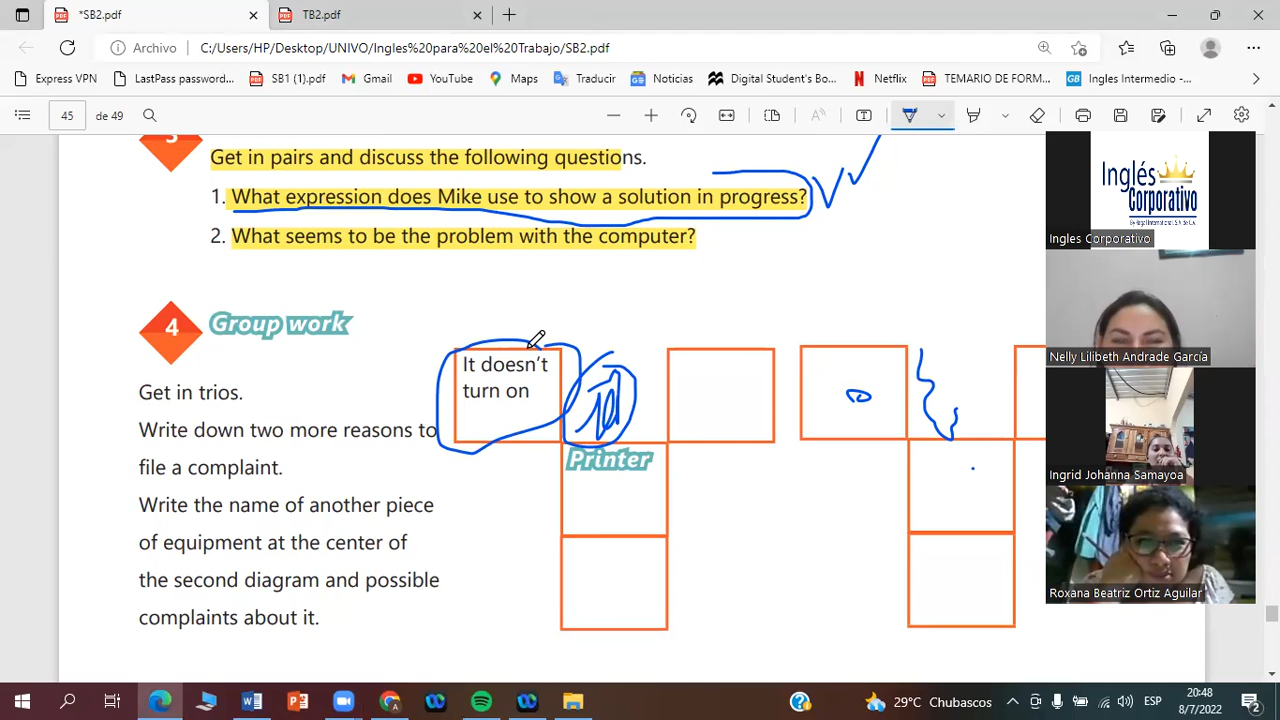 *SB2.pdf
TB2.pdf
Archivo
C:/Users/HP/Desktop/UNIVO/Ingles%20para%20el%20Trabajo/SB2.pdf
Express VPN
LastPass password...
SB1 (1).pdf
Gmail
YouTube
Maps
Traducir
Noticias
Digital Student's Bo...
Netflix
TEMARIO DE FORM...
Ingles Intermedio -...
45 de 49
Get in pairs and discuss the following questions.
1. What expression does Mike use to show a solution in progress?
2. What seems to be the problem with the computer?
4 Group work
Get in trios.
Write down two more reasons to
file a complaint.
Write the name of another piece
of equipment at the center of
the second diagram and possible
complaints about it.
It doesn't
turn on
Printer
Inglés
Corporativo
Ingles Corporativo
Nelly Lilibeth Andrade García
Ingrid Johanna Samayoa
Roxana Beatriz Ortiz Aguilar
29°C Chubascos
ESP
20:48
8/7/2022
2